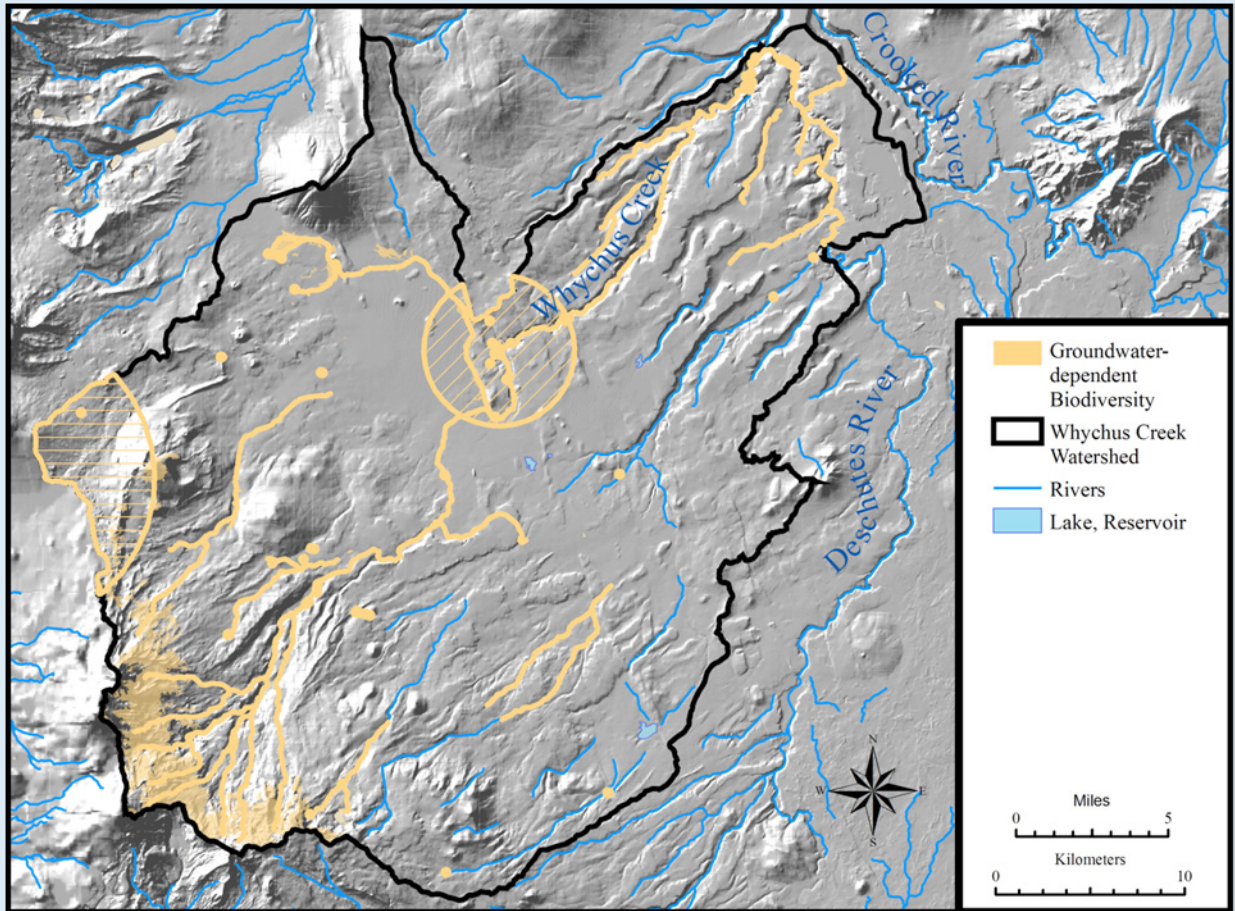 Crooked River
Whychus Creek
Deschutes River
Groundwater-
dependent
Biodiversity
Whychus Creek
Watershed
Rivers
Lake, Reservoir
N
W
E
S
Miles
0
5
Kilometers
0
10